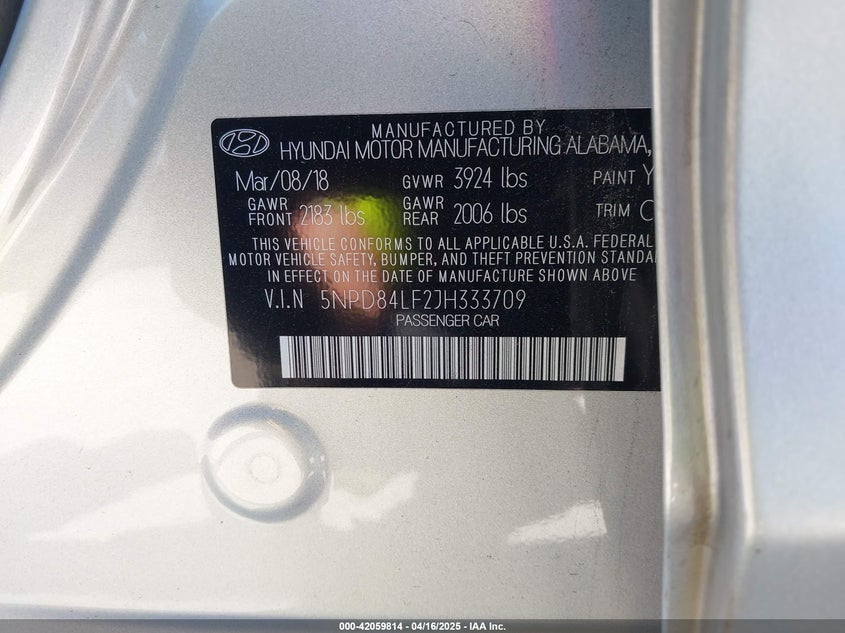 MANUFACTURED BY
HYUNDAI MOTOR MANUFACTURING ALABAMA,
Mar/08/18 GVWR 3924 lbs PAINT Y
GAWR FRONT 2183 lbs GAWR REAR 2006 lbs TRIM C
THIS VEHICLE CONFORMS TO ALL APPLICABLE U.S.A. FEDERAL
MOTOR VEHICLE SAFETY, BUMPER, AND THEFT PREVENTION STANDA
IN EFFECT ON THE DATE OF MANUFACTURE SHOWN ABOVE
V.I.N 5NPD84LF2JH333709
PASSENGER CAR
000-42059814 - 04/16/2025 - IAA Inc.